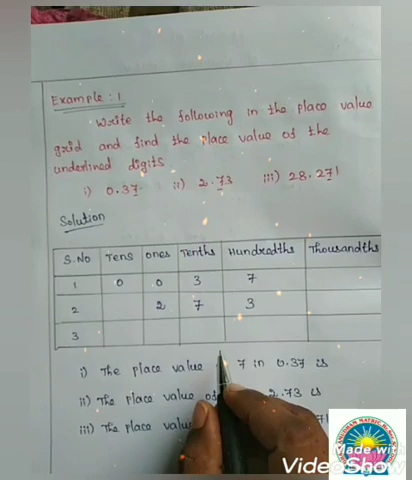 Example : 1
Write the following in the place value
grid and find the place value of the
underlined digits
i) 0.37 ii) 2.73 iii) 28.271
Solution
S.No Tens ones Tenths Hundredths Thousandths
1 0 0 3 7
2 2 7 3
3
i) The place value 7 in 0.37 is
ii) The place value of 2.73 is
iii) The place
Made with
VideoShow